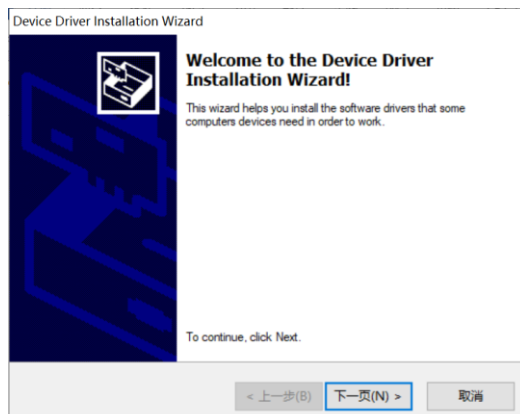 Device Driver Installation Wizard
Welcome to the Device Driver
Installation Wizard!
This wizard helps you install the software drivers that some
computers devices need in order to work.
To continue, click Next.
< 上一步(B)
下一页(N) >
取消